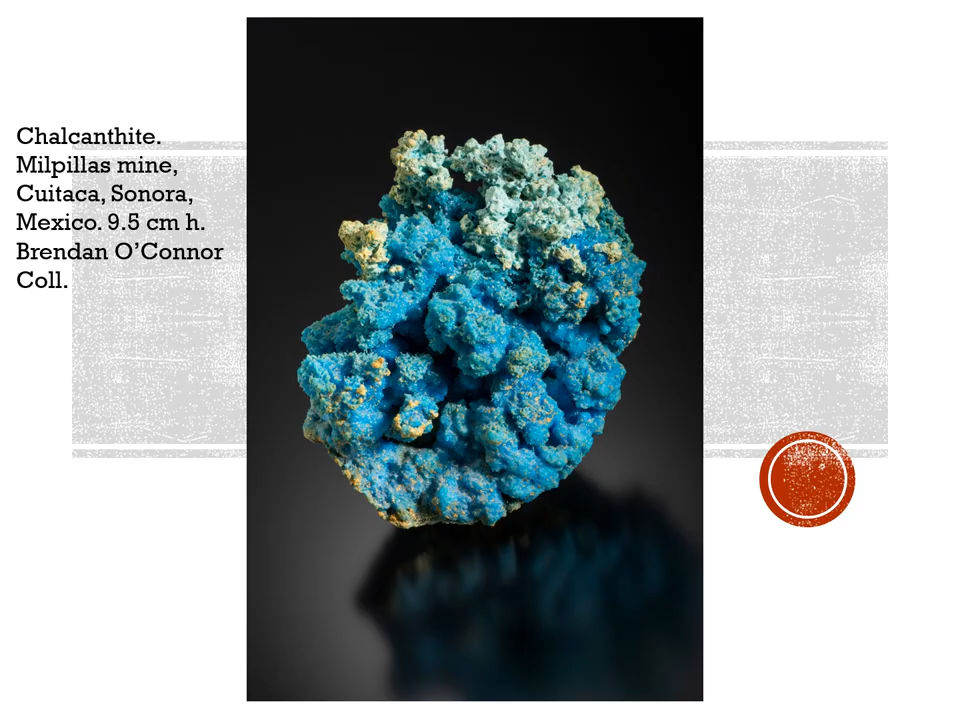 Chalcanthite.
Milpillas mine,
Cuitaca, Sonora,
Mexico. 9.5 cm h.
Brendan O’Connor
Coll.